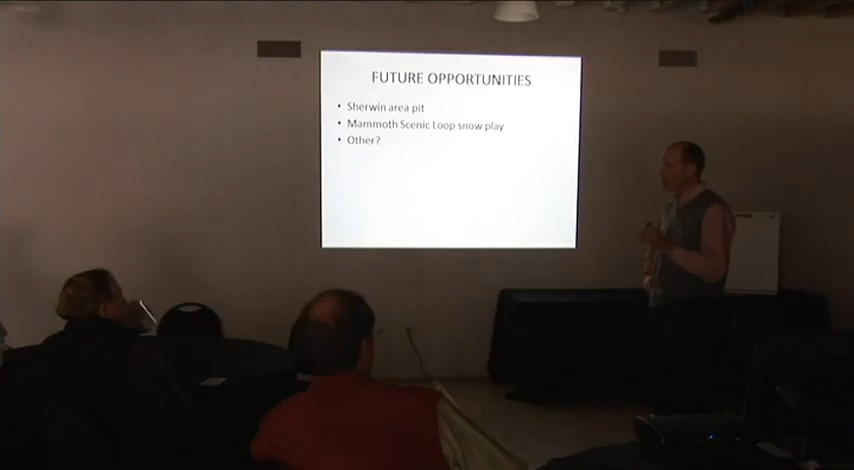 FUTURE OPPORTUNITIES
• Sherwin area pit
• Mammoth Scenic Loop snow play
• Other?